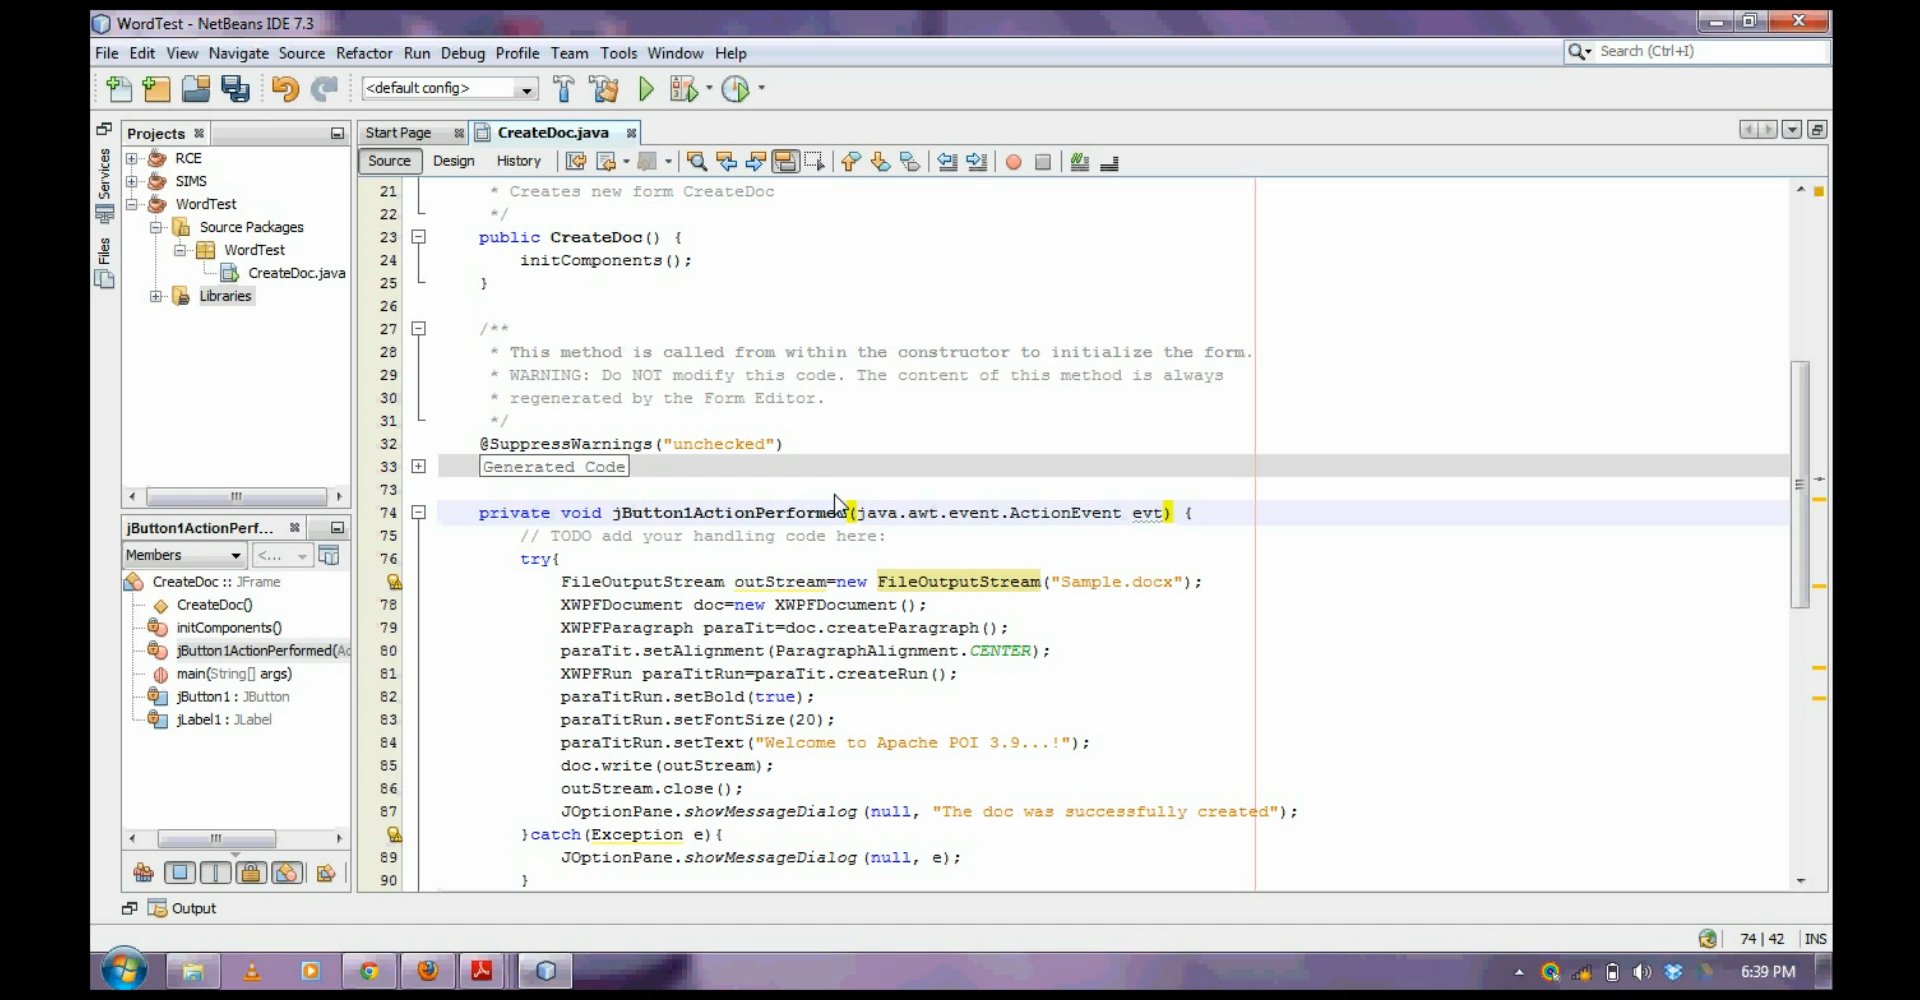 WordTest - NetBeans IDE 7.3
File Edit View Navigate Source Refactor Run Debug Profile Team Tools Window Help
Search (Ctrl+I)
<default config>
Services
Files
Projects
RCE
SIMS
WordTest
Source Packages
WordTest
CreateDoc.java
Libraries
jButton1ActionPerf...
Members
<...
CreateDoc :: JFrame
CreateDoc()
initComponents()
jButton1ActionPerformed(Ac
main(String[] args)
jButton1 : JButton
jLabel1 : JLabel
Start Page
CreateDoc.java
Source Design History
21 * Creates new form CreateDoc
22 */
23 public CreateDoc() {
24 initComponents();
25 }
26
27 /**
28 * This method is called from within the constructor to initialize the form.
29 * WARNING: Do NOT modify this code. The content of this method is always
30 * regenerated by the Form Editor.
31 */
32 @SuppressWarnings("unchecked")
33 Generated Code
73
74 private void jButton1ActionPerformed(java.awt.event.ActionEvent evt) {
75 // TODO add your handling code here:
76 try{
FileOutputStream outStream=new FileOutputStream("Sample.docx");
78 XWPFDocument doc=new XWPFDocument();
79 XWPFParagraph paraTit=doc.createParagraph();
80 paraTit.setAlignment(ParagraphAlignment.CENTER);
81 XWPFRun paraTitRun=paraTit.createRun();
82 paraTitRun.setBold(true);
83 paraTitRun.setFontSize(20);
84 paraTitRun.setText("Welcome to Apache POI 3.9...!");
85 doc.write(outStream);
86 outStream.close();
87 JOptionPane.showMessageDialog(null, "The doc was successfully created");
}catch(Exception e){
89 JOptionPane.showMessageDialog(null, e);
90 }
Output
74 | 42 INS
6:39 PM